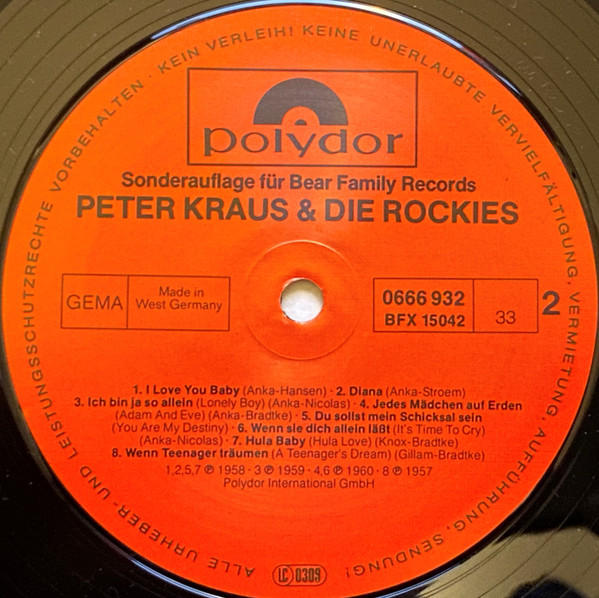 ALLE URHEBER- UND LEISTUNGSSCHUTZRECHTE VORBEHALTEN · KEIN VERLEIH! KEINE UNERLAUBTE VERVIELFÄLTIGUNG, VERMIETUNG, AUFFÜHRUNG, SENDUNG!
polydor
Sonderauflage für Bear Family Records
PETER KRAUS & DIE ROCKIES
GEMA
Made in
West Germany
0666 932
BFX 15042
33
2
1. I Love You Baby (Anka-Hansen) · 2. Diana (Anka-Stroem)
3. Ich bin ja so allein (Lonely Boy) (Anka-Nicolas) · 4. Jedes Mädchen auf Erden
(Adam And Eve) (Anka-Bradtke) · 5. Du sollst mein Schicksal sein
(You Are My Destiny) · 6. Wenn sie dich allein läßt (It's Time To Cry)
(Anka-Nicolas) · 7. Hula Baby (Hula Love) (Knox-Bradtke)
8. Wenn Teenager träumen (A Teenager's Dream) (Gillam-Bradtke)
1,2,5,7 ℗ 1958 · 3 ℗ 1959 · 4,6 ℗ 1960 · 8 ℗ 1957
Polydor International GmbH
LC 0309